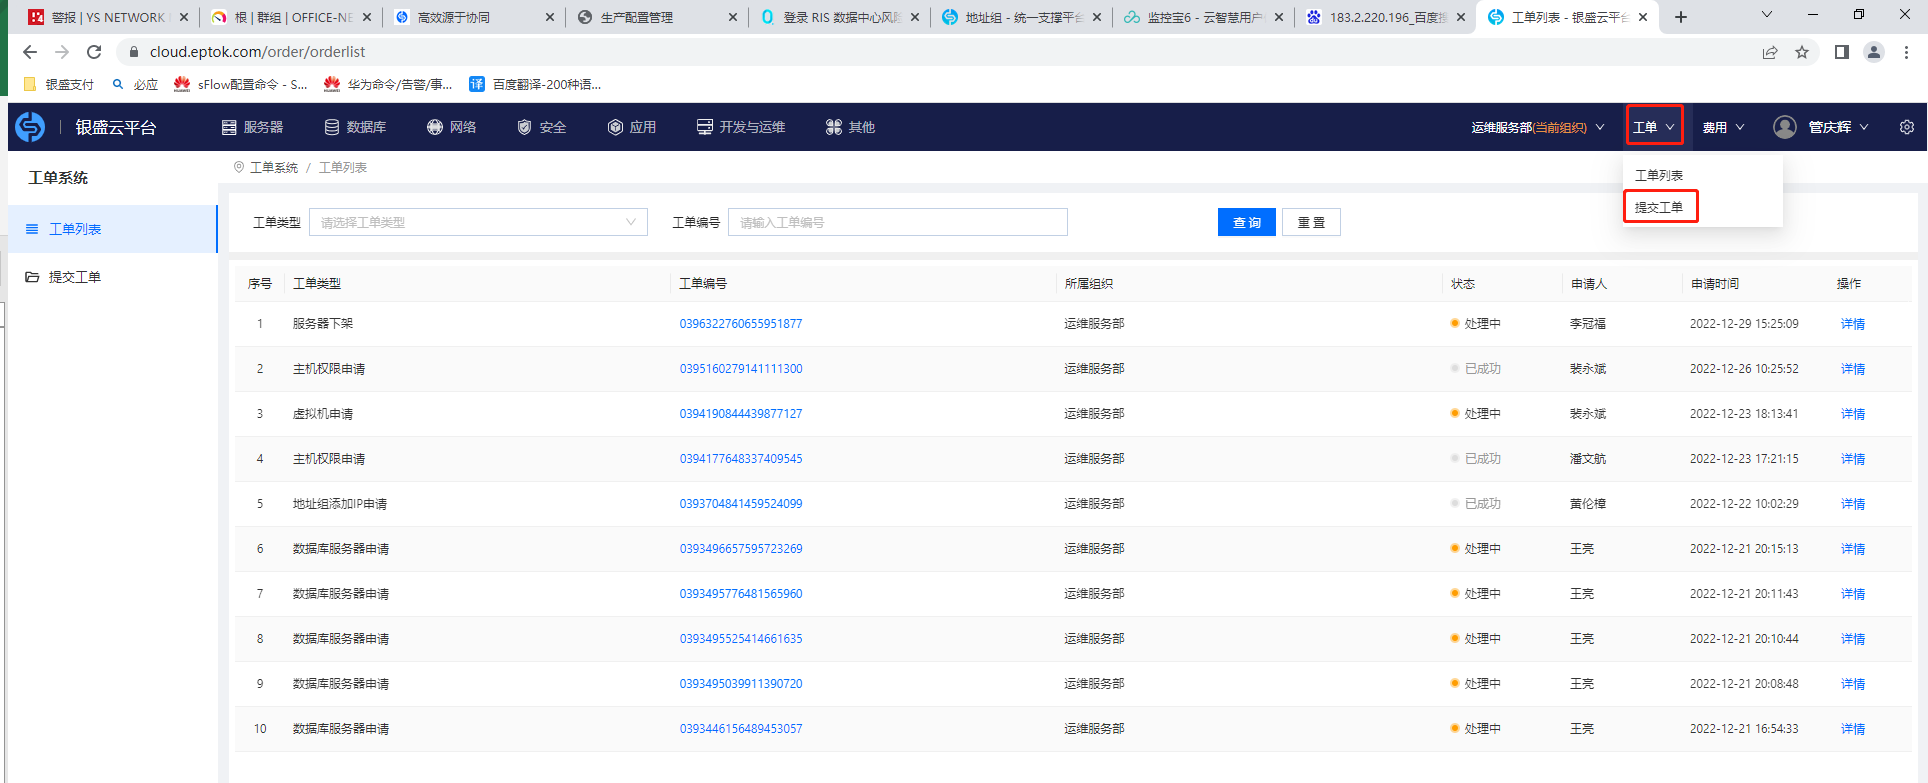 警报 | YS NETWORK
根 | 群组 | OFFICE-NE
高效源于协同
生产配置管理
登录 RIS 数据中心风险
地址组 - 统一支撑平台
监控宝6 - 云智慧用户
183.2.220.196_百度搜
工单列表 - 银盛云平台
cloud.eptok.com/order/orderlist
银盛支付
必应
sFlow配置命令 - S...
华为命令/告警/事...
译 百度翻译-200种语...
银盛云平台
服务器
数据库
网络
安全
应用
开发与运维
其他
运维服务部(当前组织)
工单
费用
管庆辉
工单列表
提交工单
工单系统
工单列表
提交工单
工单系统 / 工单列表
工单类型 请选择工单类型
工单编号 请输入工单编号
查 询
重 置
序号 工单类型 工单编号 所属组织 状态 申请人 申请时间 操作
1 服务器下架 0396322760655951877 运维服务部 处理中 李冠福 2022-12-29 15:25:09 详情
2 主机权限申请 0395160279141111300 运维服务部 已成功 裴永斌 2022-12-26 10:25:52 详情
3 虚拟机申请 0394190844439877127 运维服务部 处理中 裴永斌 2022-12-23 18:13:41 详情
4 主机权限申请 0394177648337409545 运维服务部 已成功 潘文航 2022-12-23 17:21:15 详情
5 地址组添加IP申请 0393704841459524099 运维服务部 已成功 黄伦樟 2022-12-22 10:02:29 详情
6 数据库服务器申请 0393496657595723269 运维服务部 处理中 王亮 2022-12-21 20:15:13 详情
7 数据库服务器申请 0393495776481565960 运维服务部 处理中 王亮 2022-12-21 20:11:43 详情
8 数据库服务器申请 0393495525414661635 运维服务部 处理中 王亮 2022-12-21 20:10:44 详情
9 数据库服务器申请 0393495039911390720 运维服务部 处理中 王亮 2022-12-21 20:08:48 详情
10 数据库服务器申请 0393446156489453057 运维服务部 处理中 王亮 2022-12-21 16:54:33 详情